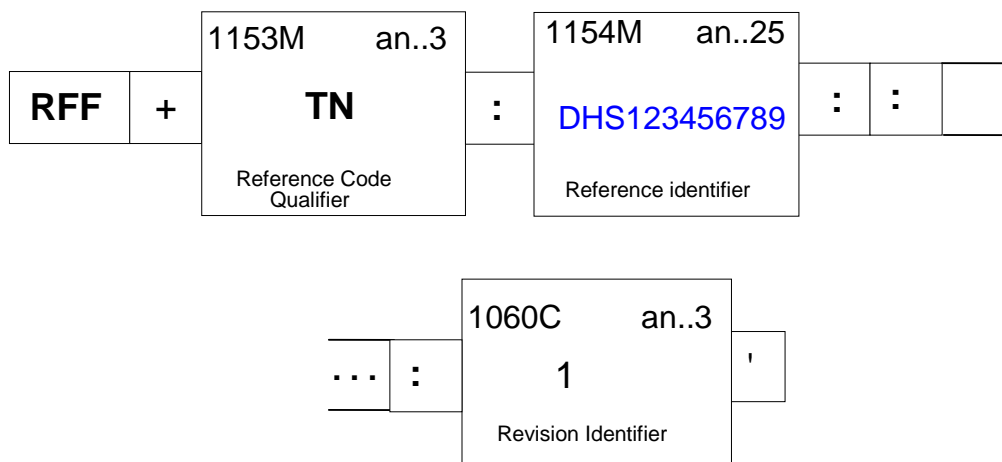 1153M an..3
1154M an..25
RFF + TN : DHS123456789 : :
Reference Code
Qualifier
Reference identifier
1060C an..3
... : 1 '
Revision Identifier